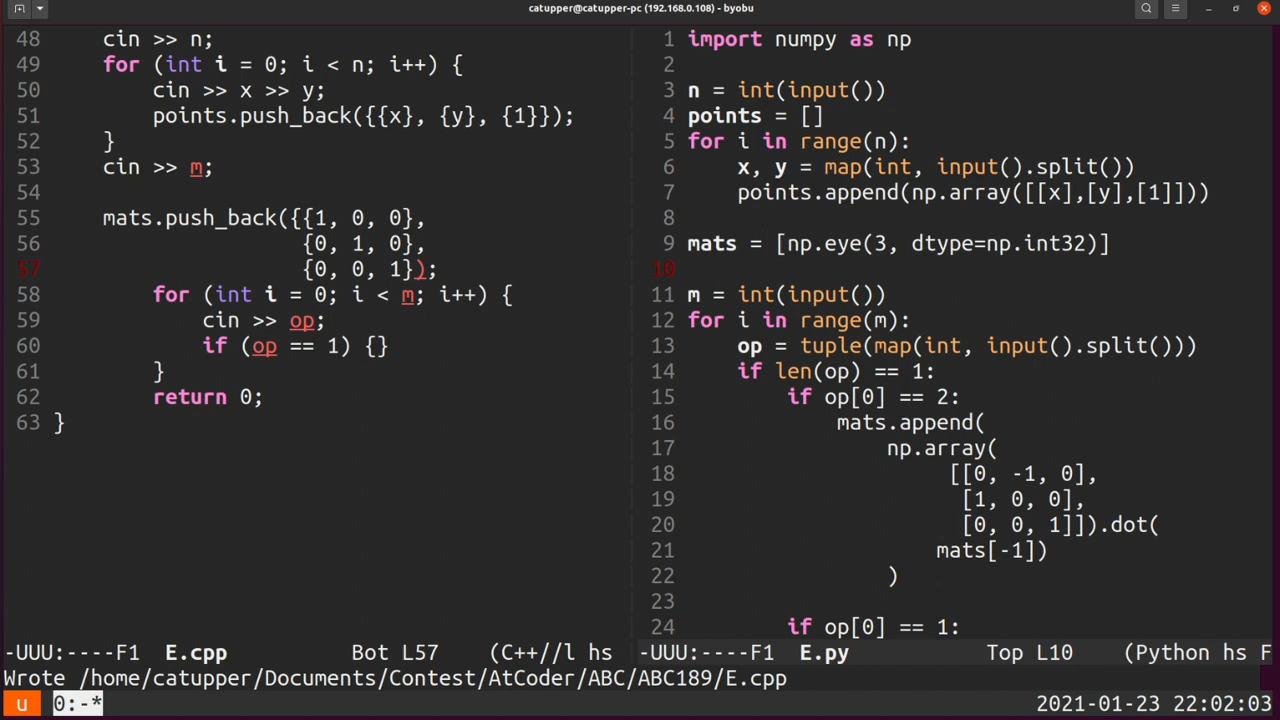 catupper@catupper-pc (192.168.0.108) - byobu
48 cin >> n;
49 for (int i = 0; i < n; i++) {
50 cin >> x >> y;
51 points.push_back({{x}, {y}, {1}});
52 }
53 cin >> m;
54
55 mats.push_back({{1, 0, 0},
56 {0, 1, 0},
57 {0, 0, 1});
58 for (int i = 0; i < m; i++) {
59 cin >> op;
60 if (op == 1) {}
61 }
62 return 0;
63 }
-UUU:----F1 E.cpp Bot L57 (C++//l hs
1 import numpy as np
2
3 n = int(input())
4 points = []
5 for i in range(n):
6 x, y = map(int, input().split())
7 points.append(np.array([[x],[y],[1]]))
8
9 mats = [np.eye(3, dtype=np.int32)]
10
11 m = int(input())
12 for i in range(m):
13 op = tuple(map(int, input().split()))
14 if len(op) == 1:
15 if op[0] == 2:
16 mats.append(
17 np.array(
18 [[0, -1, 0],
19 [1, 0, 0],
20 [0, 0, 1]]).dot(
21 mats[-1])
22 )
23
24 if op[0] == 1:
-UUU:----F1 E.py Top L10 (Python hs F
Wrote /home/catupper/Documents/Contest/AtCoder/ABC/ABC189/E.cpp
u 0:-* 2021-01-23 22:02:03